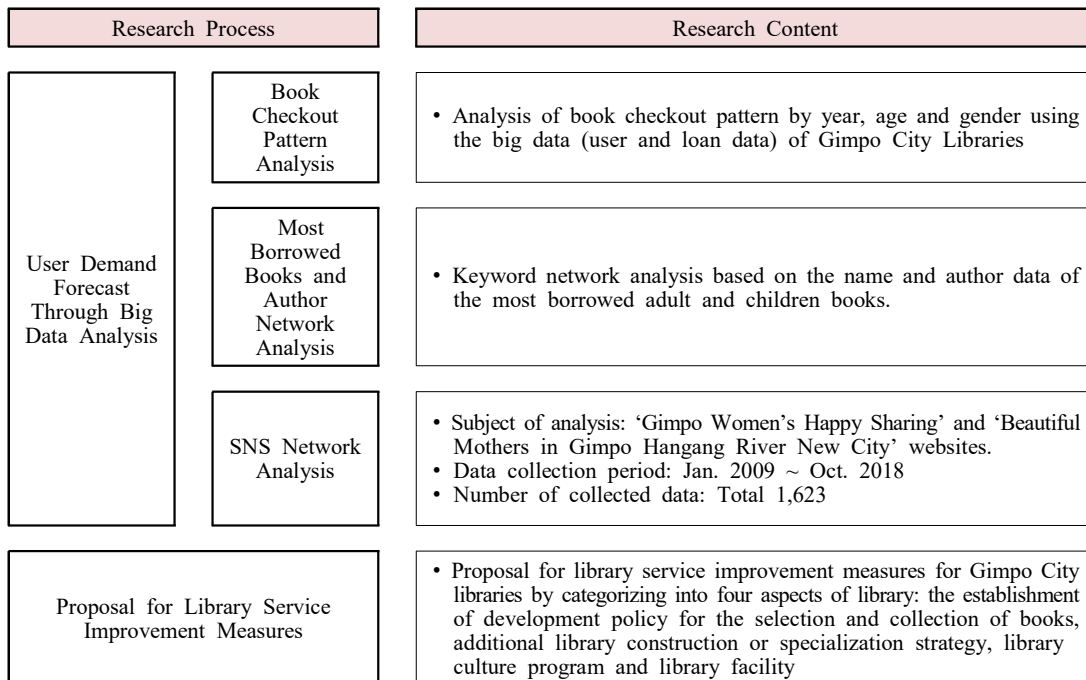 Research Process
Research Content
User Demand
Forecast
Through Big
Data Analysis
Book
Checkout
Pattern
Analysis
• Analysis of book checkout pattern by year, age and gender using
the big data (user and loan data) of Gimpo City Libraries
Most
Borrowed
Books and
Author
Network
Analysis
• Keyword network analysis based on the name and author data of
the most borrowed adult and children books.
SNS Network
Analysis
• Subject of analysis: ‘Gimpo Women’s Happy Sharing’ and ‘Beautiful
Mothers in Gimpo Hangang River New City’ websites.
• Data collection period: Jan. 2009 ~ Oct. 2018
• Number of collected data: Total 1,623
Proposal for Library Service
Improvement Measures
• Proposal for library service improvement measures for Gimpo City
libraries by categorizing into four aspects of library: the establishment
of development policy for the selection and collection of books,
additional library construction or specialization strategy, library
culture program and library facility